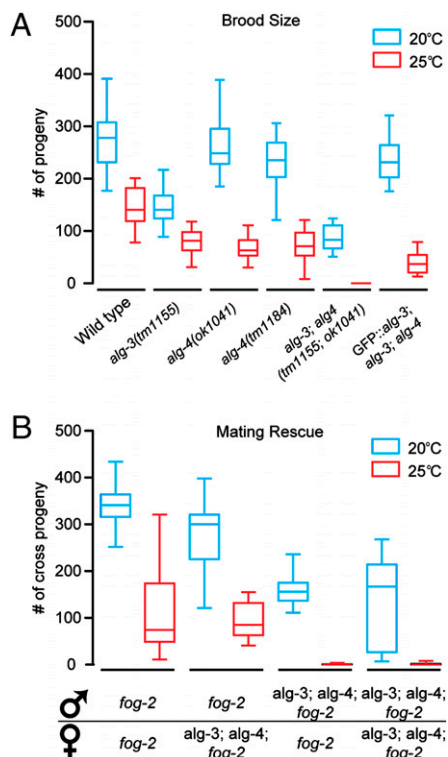 A
Brood Size
500
400
300
200
100
0
# of progeny
20°C
25°C
Wild type
alg-3(tm1155)
alg-4(ok1041)
alg-4(tm1184)
alg-3; alg4
(tm1155; ok1041)
GFP::alg-3;
alg-3; alg-4
B
Mating Rescue
500
400
300
200
100
0
# of cross progeny
20°C
25°C
♂ fog-2 fog-2 alg-3; alg-4; fog-2 alg-3; alg-4; fog-2
♀ fog-2 alg-3; alg-4; fog-2 fog-2 alg-3; alg-4; fog-2